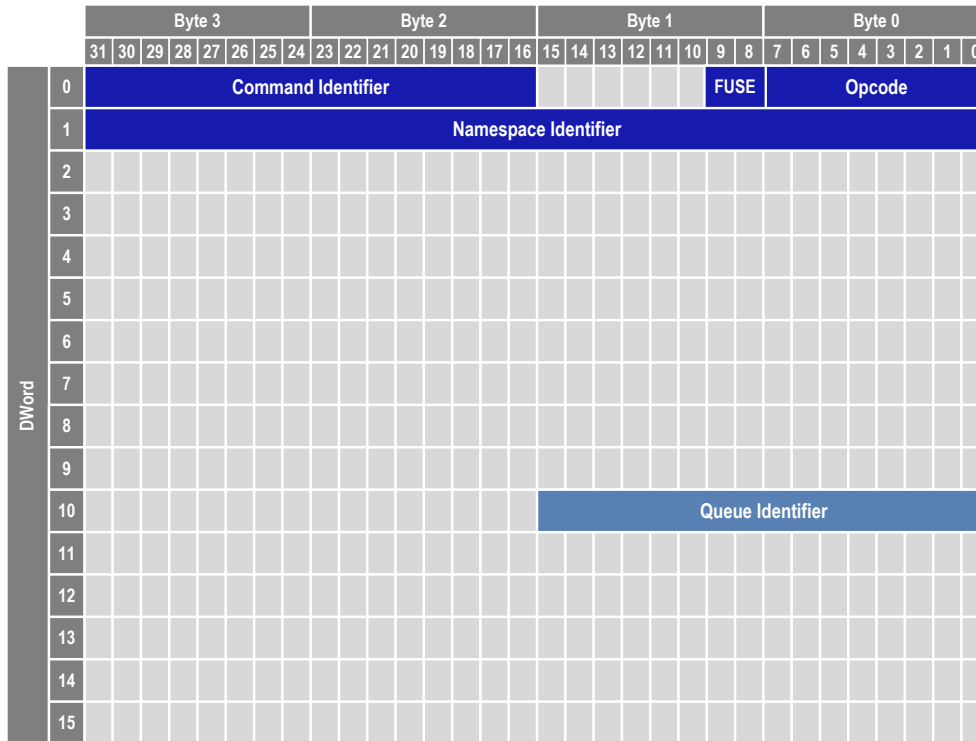 Byte 3 Byte 2 Byte 1 Byte 0
31 30 29 28 27 26 25 24 23 22 21 20 19 18 17 16 15 14 13 12 11 10 9 8 7 6 5 4 3 2 1 0
DWord
0 Command Identifier FUSE Opcode
1 Namespace Identifier
2
3
4
5
6
7
8
9
10 Queue Identifier
11
12
13
14
15